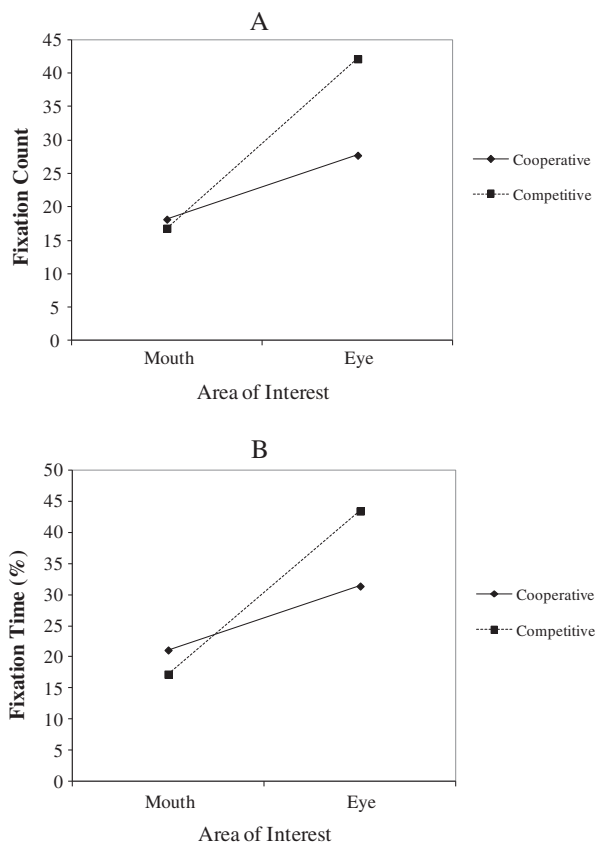 A
45
40
35
30
25
20
15
10
5
0
Fixation Count
Mouth
Eye
Area of Interest
Cooperative
Competitive
B
50
45
40
35
30
25
20
15
10
5
0
Fixation Time (%)
Mouth
Eye
Area of Interest
Cooperative
Competitive